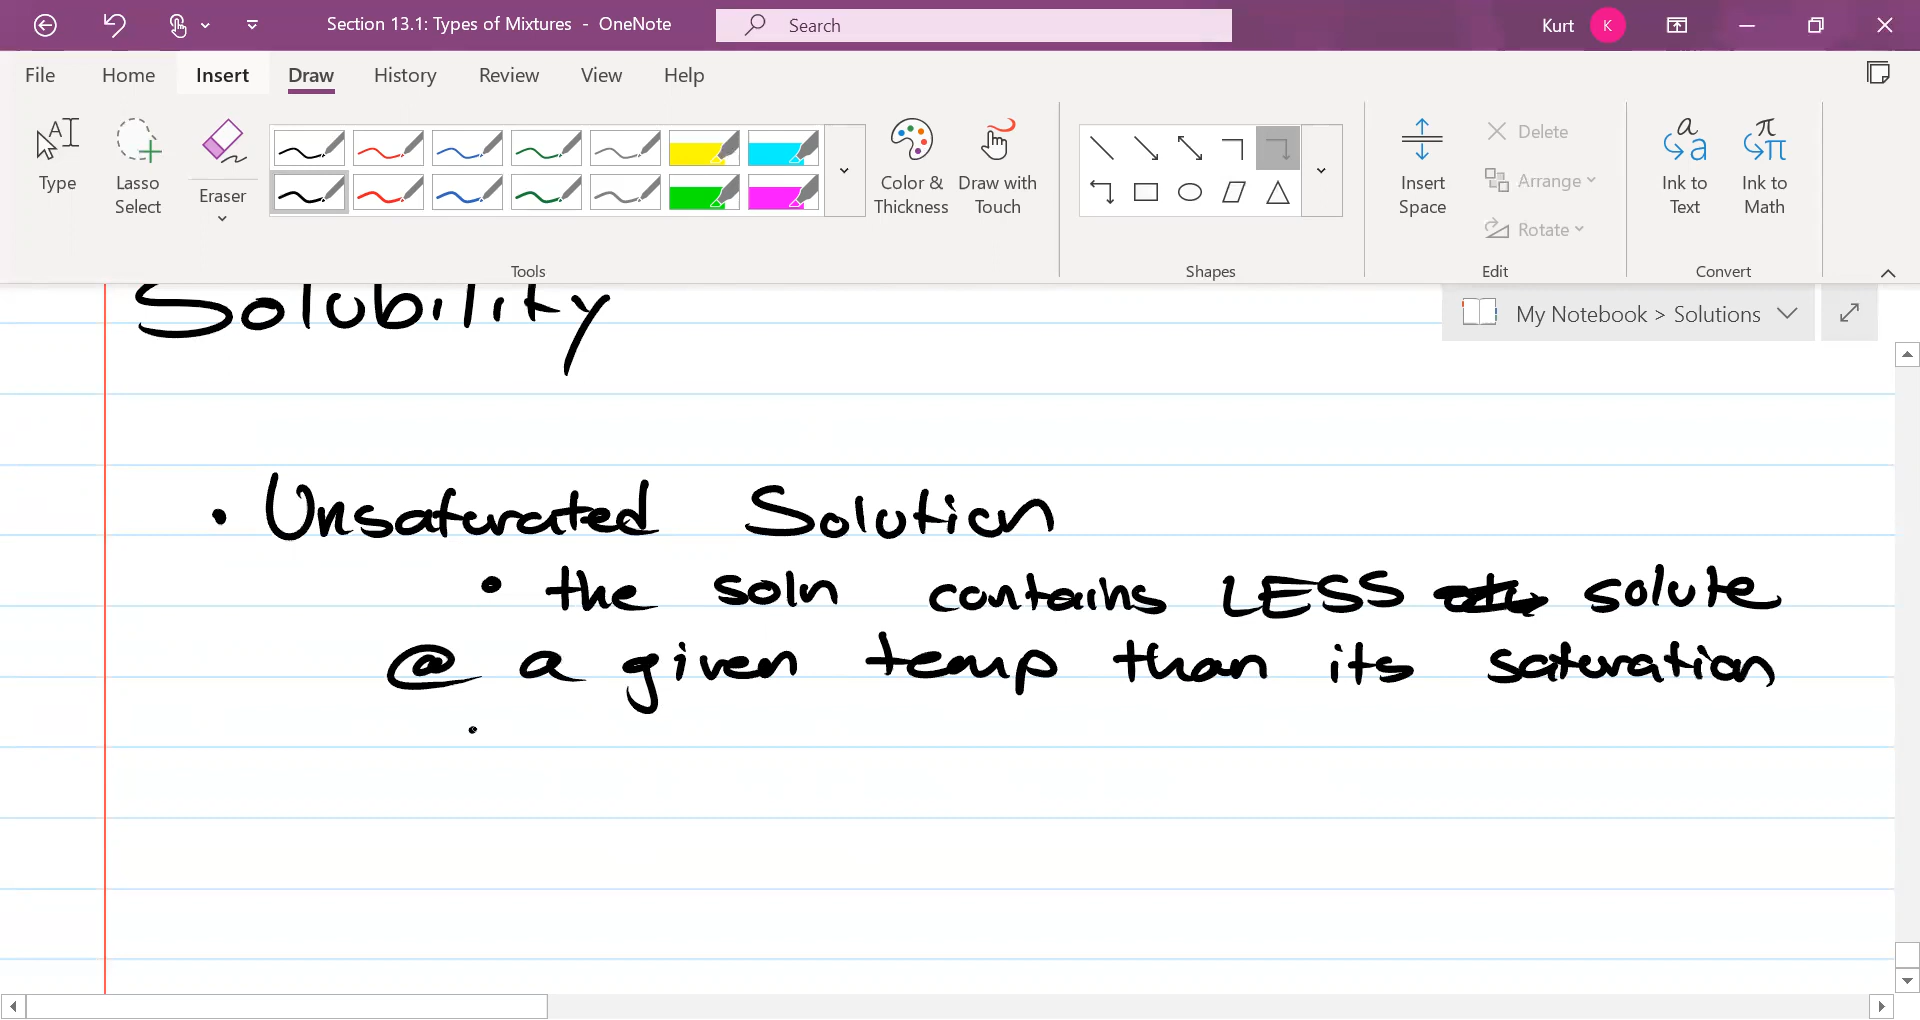 Section 13.1: Types of Mixtures - OneNote
Search
Kurt K
File Home Insert Draw History Review View Help
Type
Lasso Select
Eraser
Color & Thickness
Draw with Touch
Insert Space
Delete
Arrange
Rotate
Ink to Text
Ink to Math
Tools Shapes Edit Convert
My Notebook > Solutions
Solubility
• Unsaturated Solution
• the soln contains LESS solute
@ a given temp than its saturation